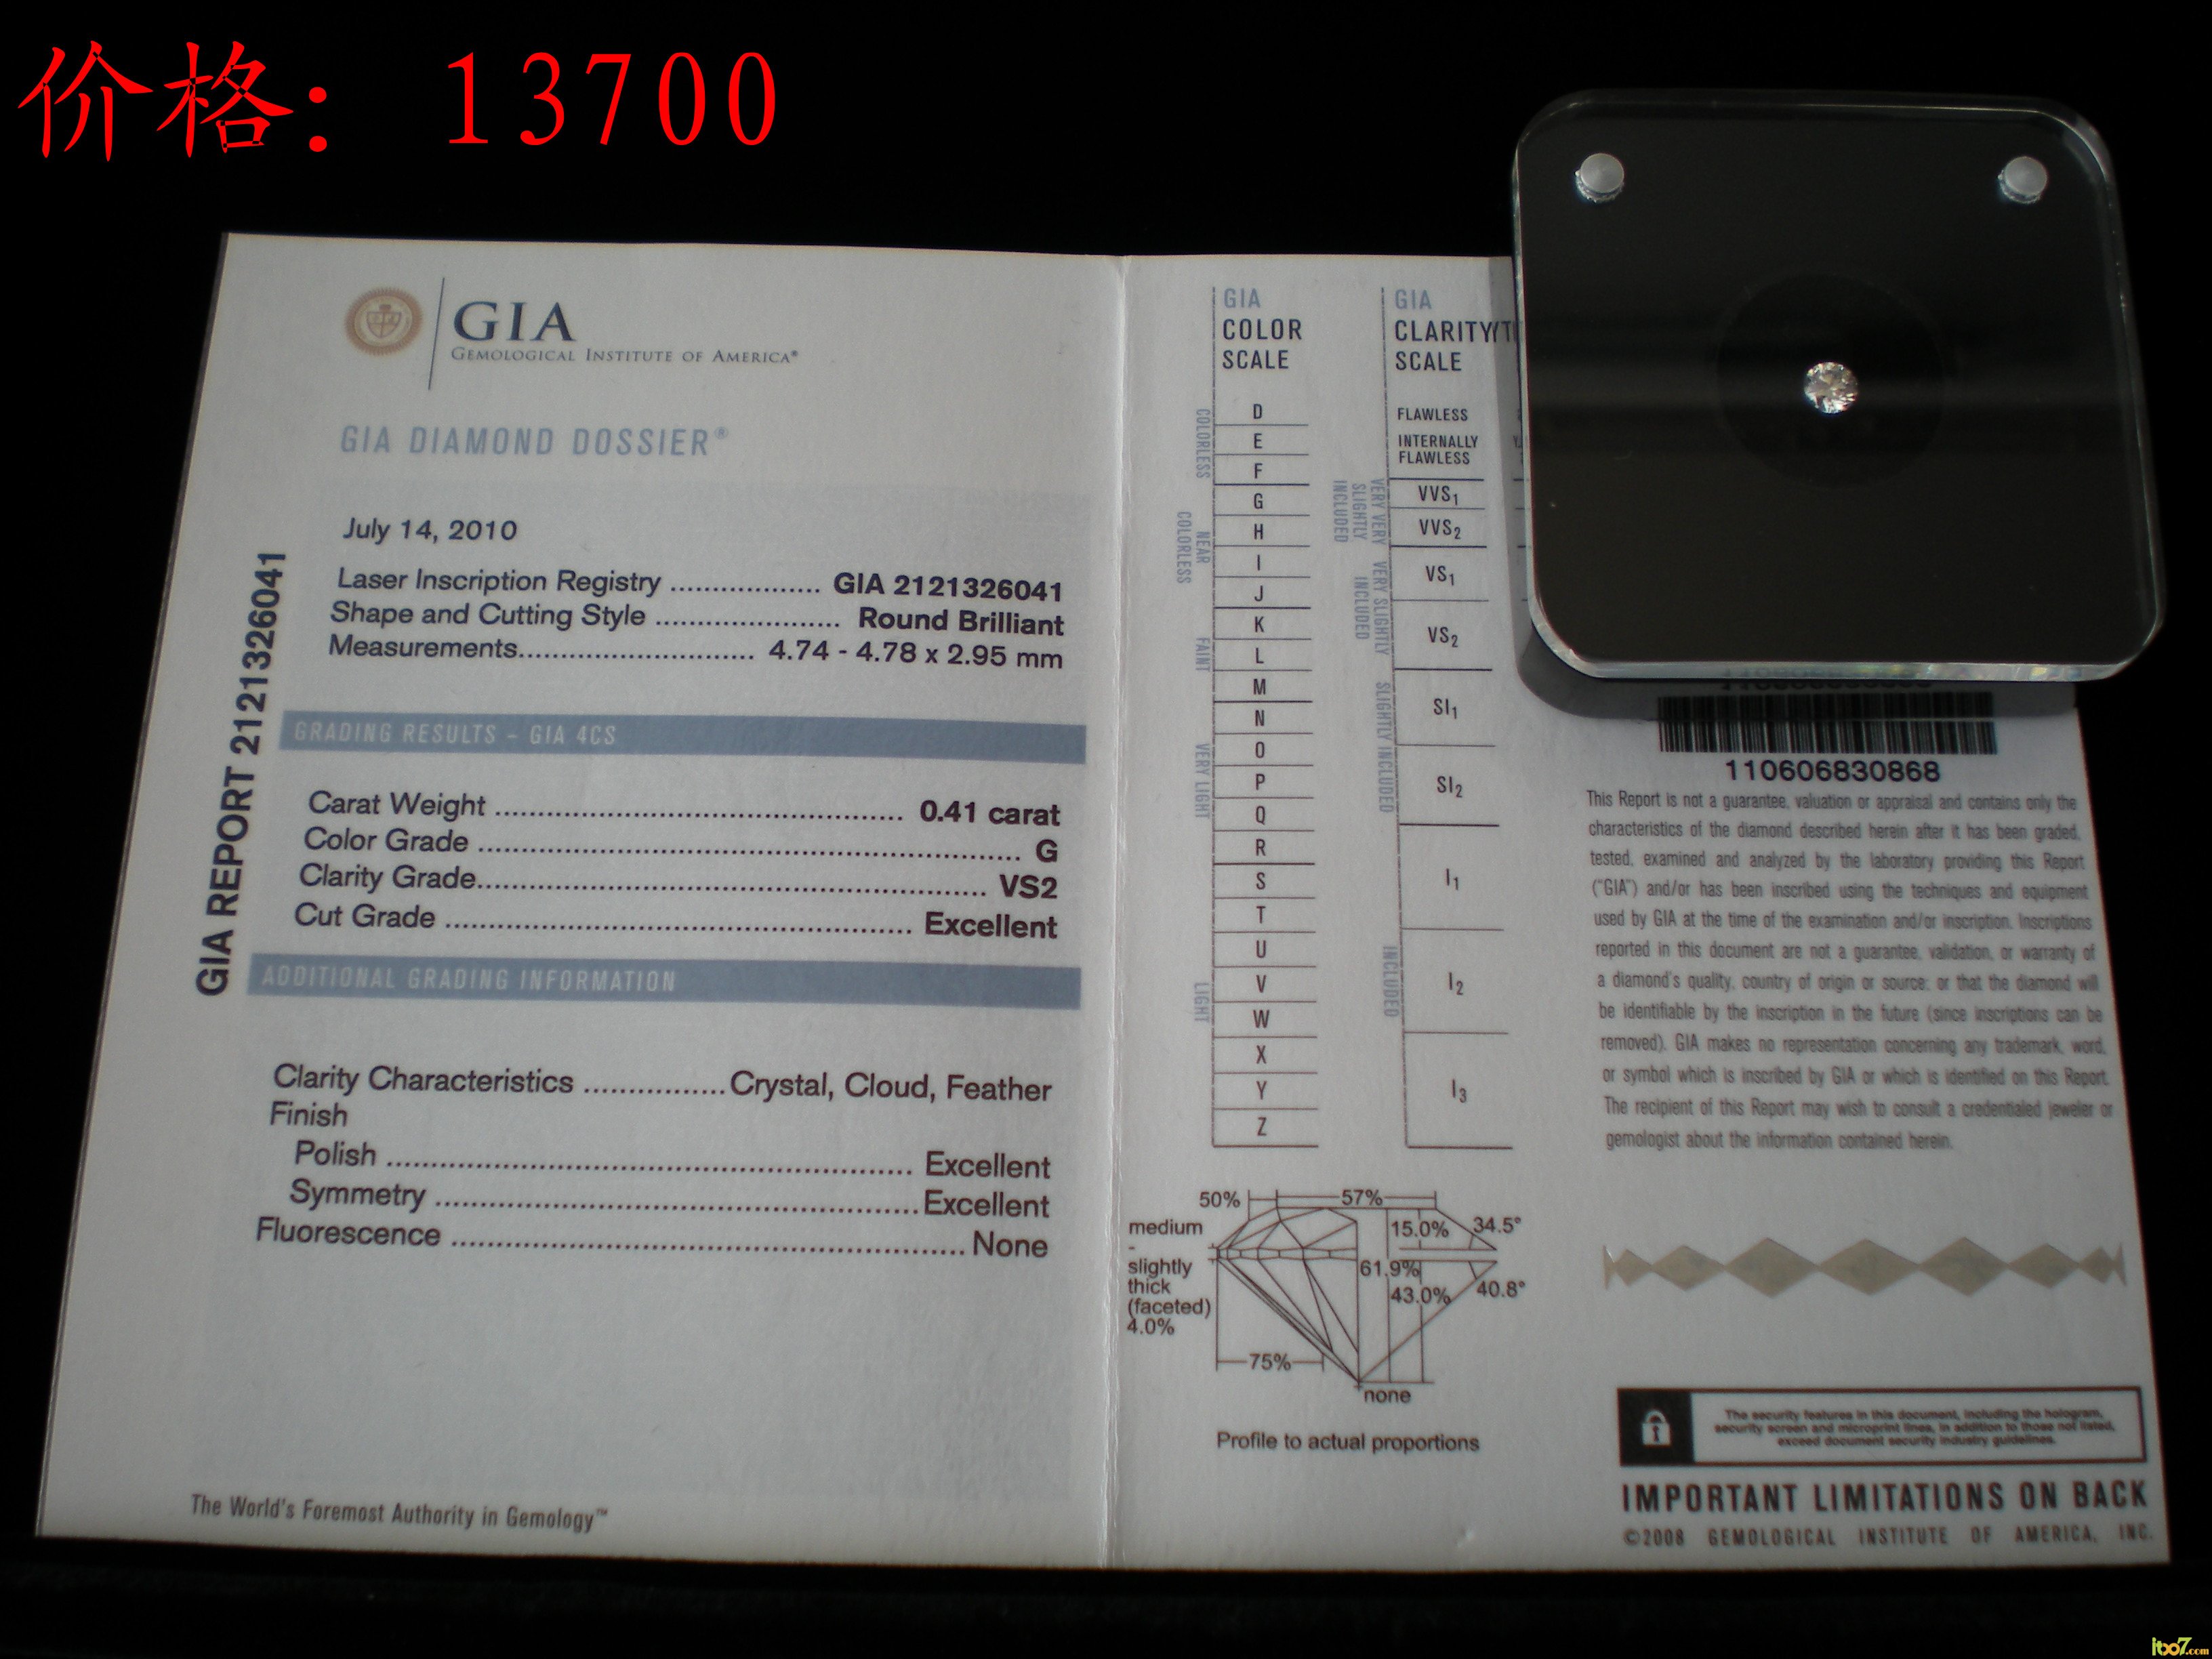 价格: 13700
GIA
GEMOLOGICAL INSTITUTE OF AMERICA®
GIA DIAMOND DOSSIER®
July 14, 2010
Laser Inscription Registry .................. GIA 2121326041
Shape and Cutting Style ...................... Round Brilliant
Measurements............................ 4.74 - 4.78 x 2.95 mm
GIA REPORT 2121326041
GRADING RESULTS - GIA 4CS
Carat Weight ................................................. 0.41 carat
Color Grade ................................................................. G
Clarity Grade............................................................. VS2
Cut Grade ........................................................ Excellent
ADDITIONAL GRADING INFORMATION
Clarity Characteristics .................Crystal, Cloud, Feather
Finish
Polish ............................................................... Excellent
Symmetry ..........................................................Excellent
Fluorescence .............................................................. None
The World's Foremost Authority in Gemology™
GIA
COLOR
SCALE
COLORLESS
D
E
F
NEAR
COLORLESS
G
H
I
J
FAINT
K
L
M
VERY LIGHT
N
O
P
Q
R
LIGHT
S
T
U
V
W
X
Y
Z
GIA
CLARITY
SCALE
FLAWLESS
INTERNALLY
FLAWLESS
VERY VERY
SLIGHTLY
INCLUDED
VVS1
VVS2
VERY SLIGHTLY
INCLUDED
VS1
VS2
SLIGHTLY INCLUDED
SI1
SI2
INCLUDED
I1
I2
I3
50%
57%
medium
-
slightly
thick
(faceted)
4.0%
15.0%
34.5°
61.9%
43.0%
40.8°
75%
none
Profile to actual proportions
110606830868
This Report is not a guarantee, valuation or appraisal and contains only the
characteristics of the diamond described herein after it has been graded,
tested, examined and analyzed by the laboratory providing this Report
("GIA") and/or has been inscribed using the techniques and equipment
used by GIA at the time of the examination and/or inscription. Inscriptions
reported in this document are not a guarantee, validation, or warranty of
a diamond's quality, country of origin or source; or that the diamond will
be identifiable by the inscription in the future (since inscriptions can be
removed). GIA makes no representation concerning any trademark, word,
or symbol which is inscribed by GIA or which is identified on this Report.
The recipient of this Report may wish to consult a credentialed jeweler or
gemologist about the information contained herein.
The security features in this document, including the hologram,
security screen and microprint lines, in addition to those not listed,
exceed document security industry guidelines.
IMPORTANT LIMITATIONS ON BACK
©2008 GEMOLOGICAL INSTITUTE OF AMERICA, INC.
itoo7.com